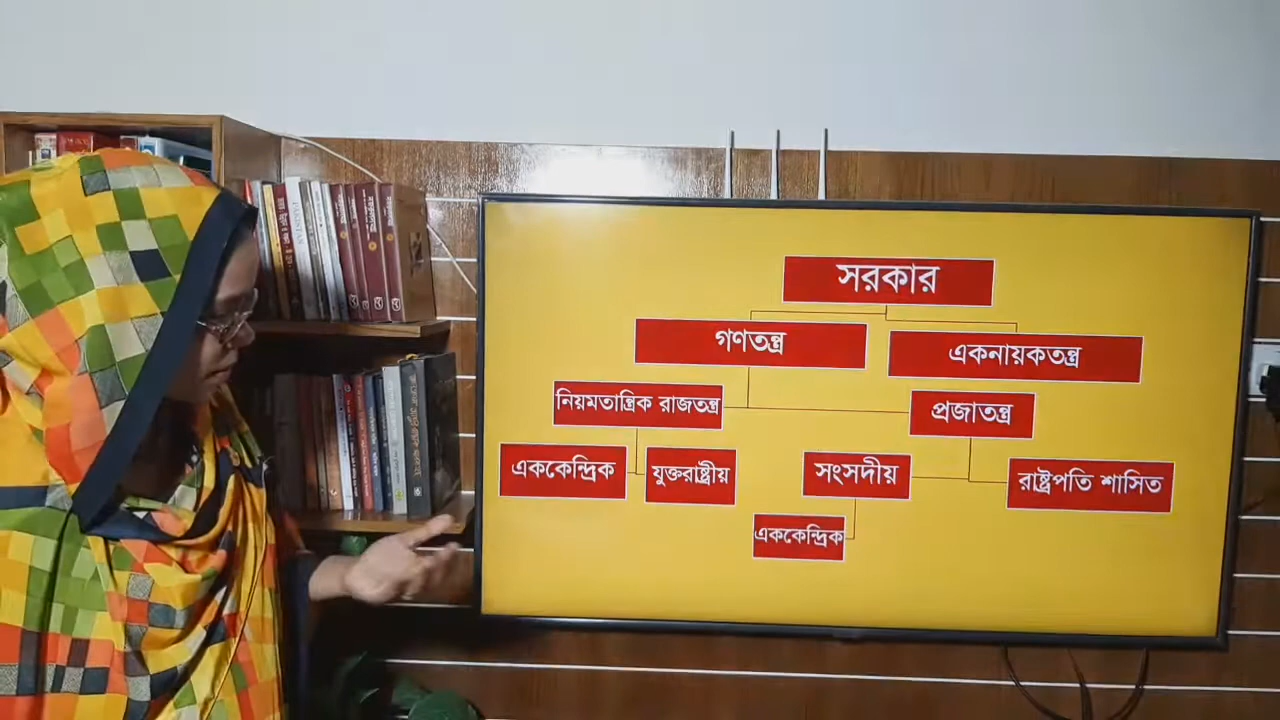 সরকার
গণতন্ত্র
একনায়কতন্ত্র
নিয়মতান্ত্রিক রাজতন্ত্র
প্রজাতন্ত্র
এককেন্দ্রিক
যুক্তরাষ্ট্রীয়
সংসদীয়
রাষ্ট্রপতি শাসিত
এককেন্দ্রিক